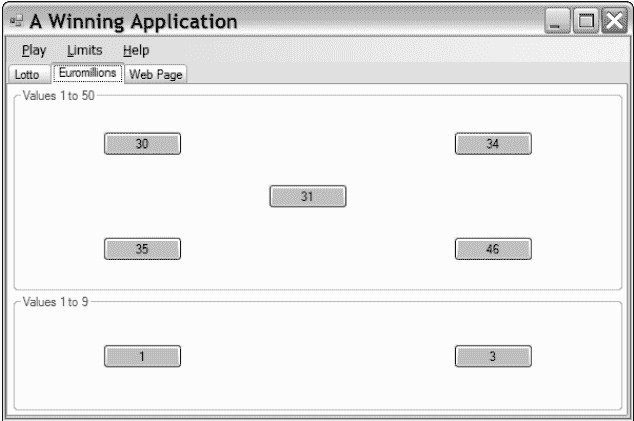 A Winning Application
Play Limits Help
Lotto Euromillions Web Page
Values 1 to 50
30 34
31
35 46
Values 1 to 9
1 3